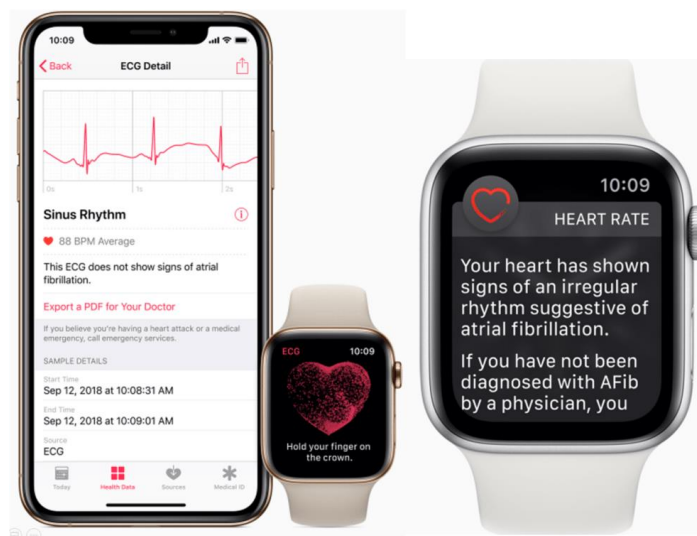 10:09
Back
ECG Detail
0s
1s
2s
Sinus Rhythm
88 BPM Average
This ECG does not show signs of atrial
fibrillation.
Export a PDF for Your Doctor
If you believe you're having a heart attack or a medical
emergency, call emergency services.
SAMPLE DETAILS
Start Time
Sep 12, 2018 at 10:08:31 AM
End Time
Sep 12, 2018 at 10:09:01 AM
Source
ECG
Today
Health Data
Sources
Medical ID
ECG
10:09
Hold your finger on
the crown.
10:09
HEART RATE
Your heart has shown
signs of an irregular
rhythm suggestive of
atrial fibrillation.
If you have not been
diagnosed with AFib
by a physician, you